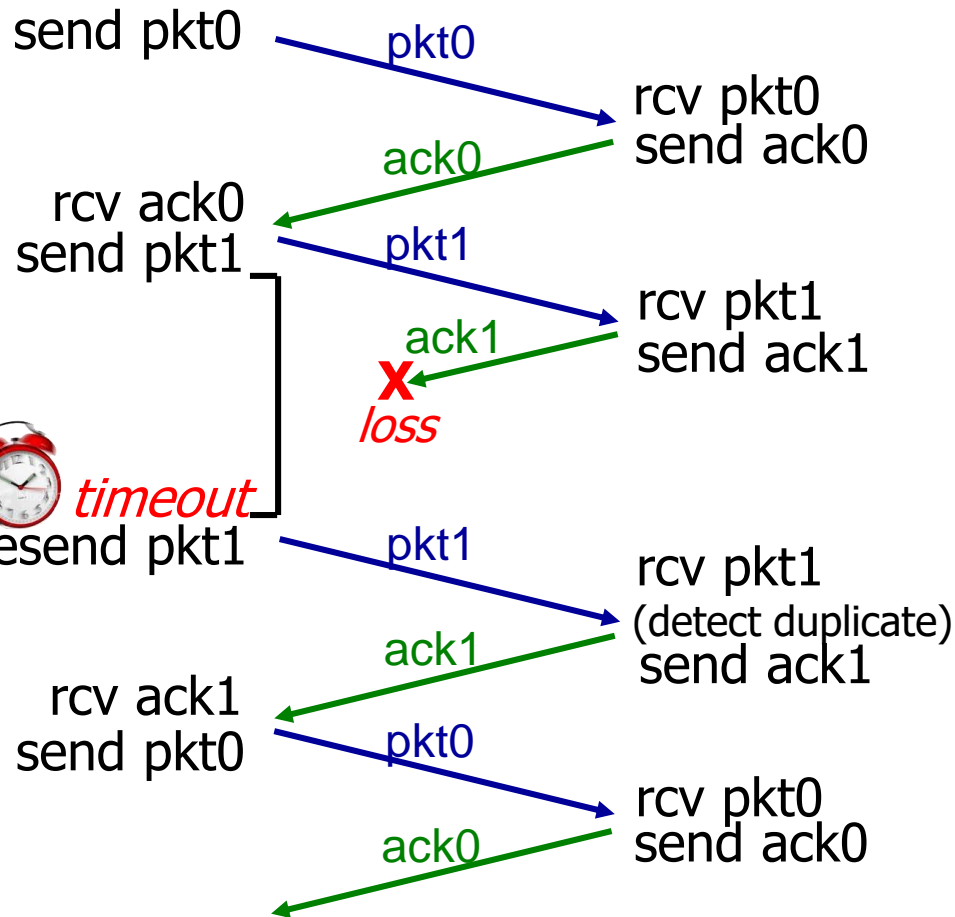 send pkt0
pkt0
rcv pkt0
send ack0
ack0
rcv ack0
send pkt1
pkt1
rcv pkt1
send ack1
ack1
X
loss
timeout
esend pkt1
pkt1
rcv pkt1
(detect duplicate)
send ack1
ack1
rcv ack1
send pkt0
pkt0
rcv pkt0
send ack0
ack0